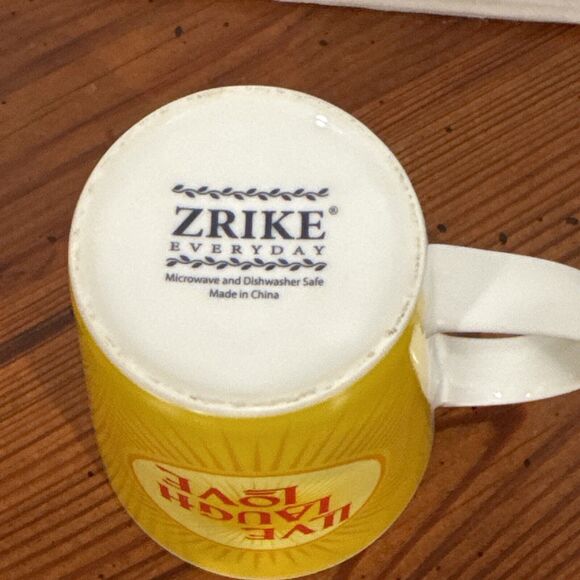 ZRIKE®
EVERYDAY
Microwave and Dishwasher Safe
Made in China
LIVE
LAUGH
LOVE